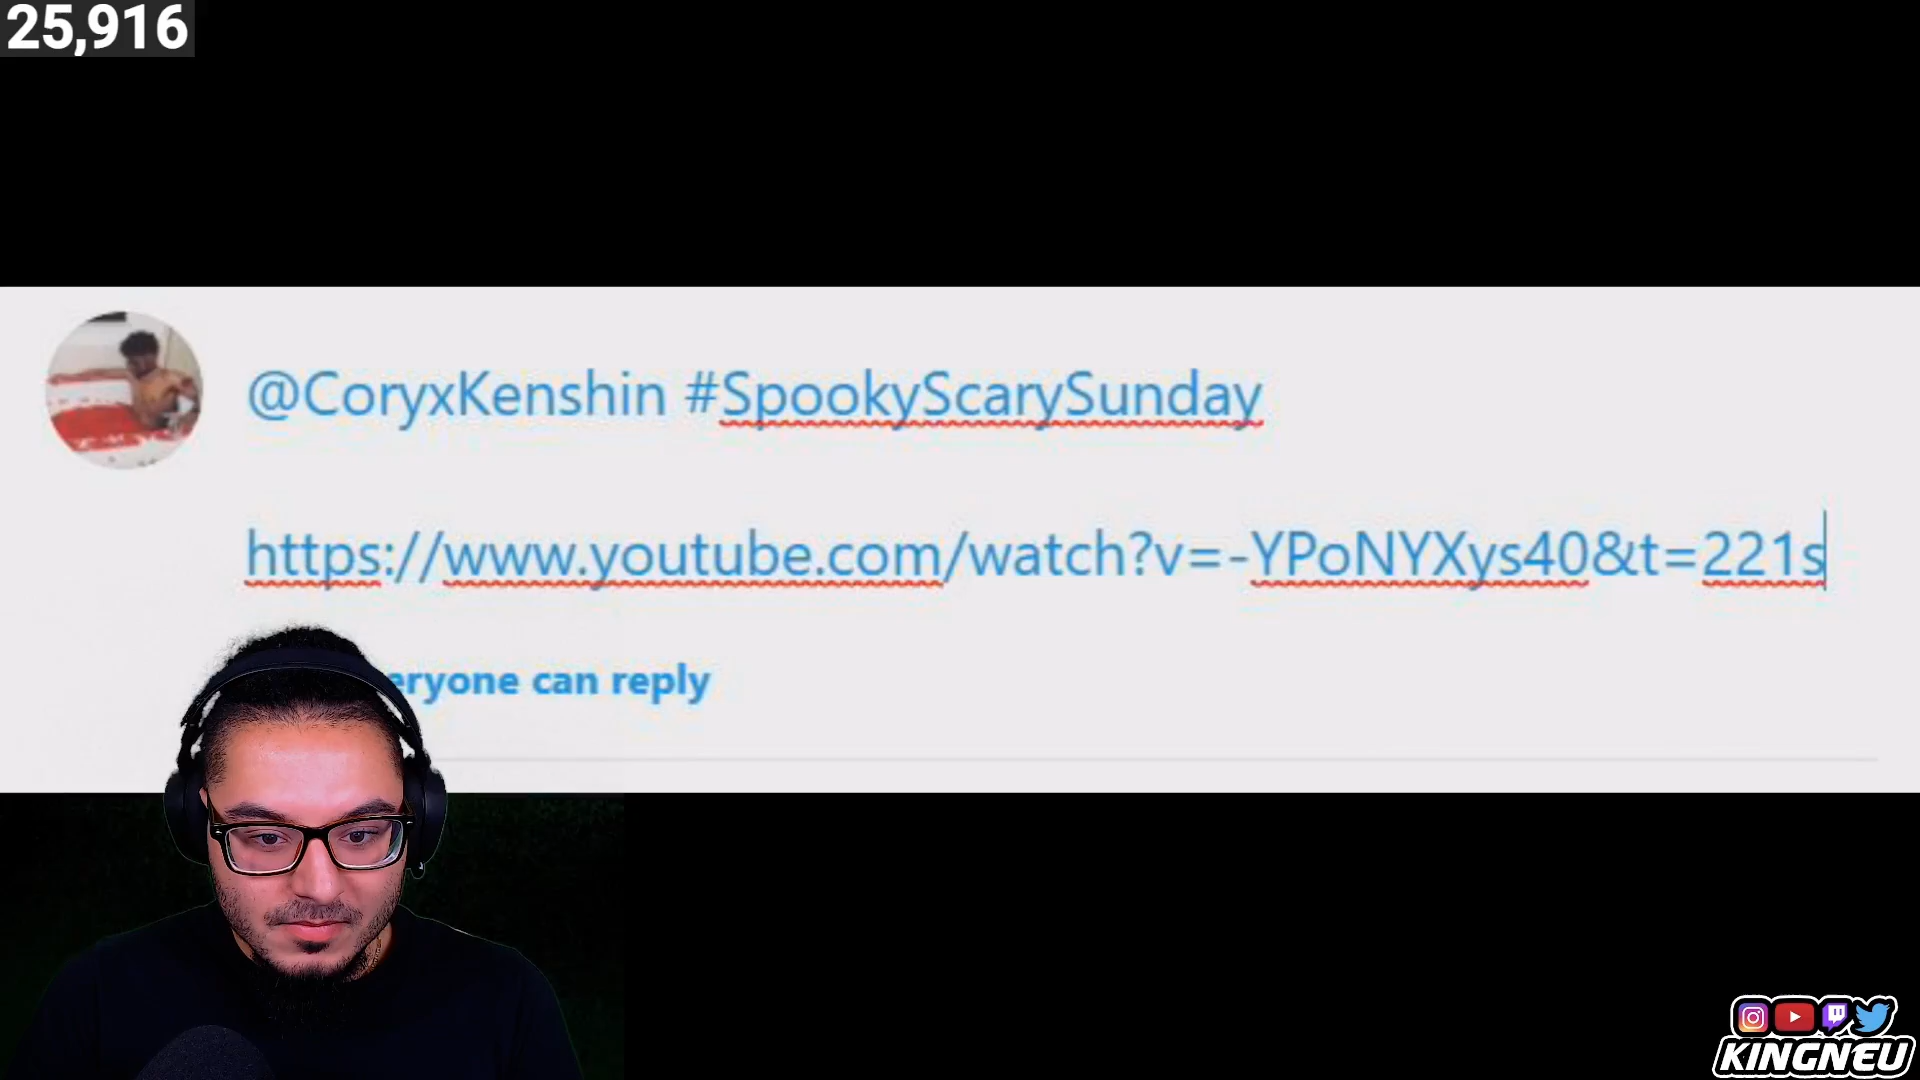 25,916
@CoryxKenshin #SpookyScarySunday
https://www.youtube.com/watch?v=-YPoNYXys40&t=221s
eryone can reply
KINGNEU